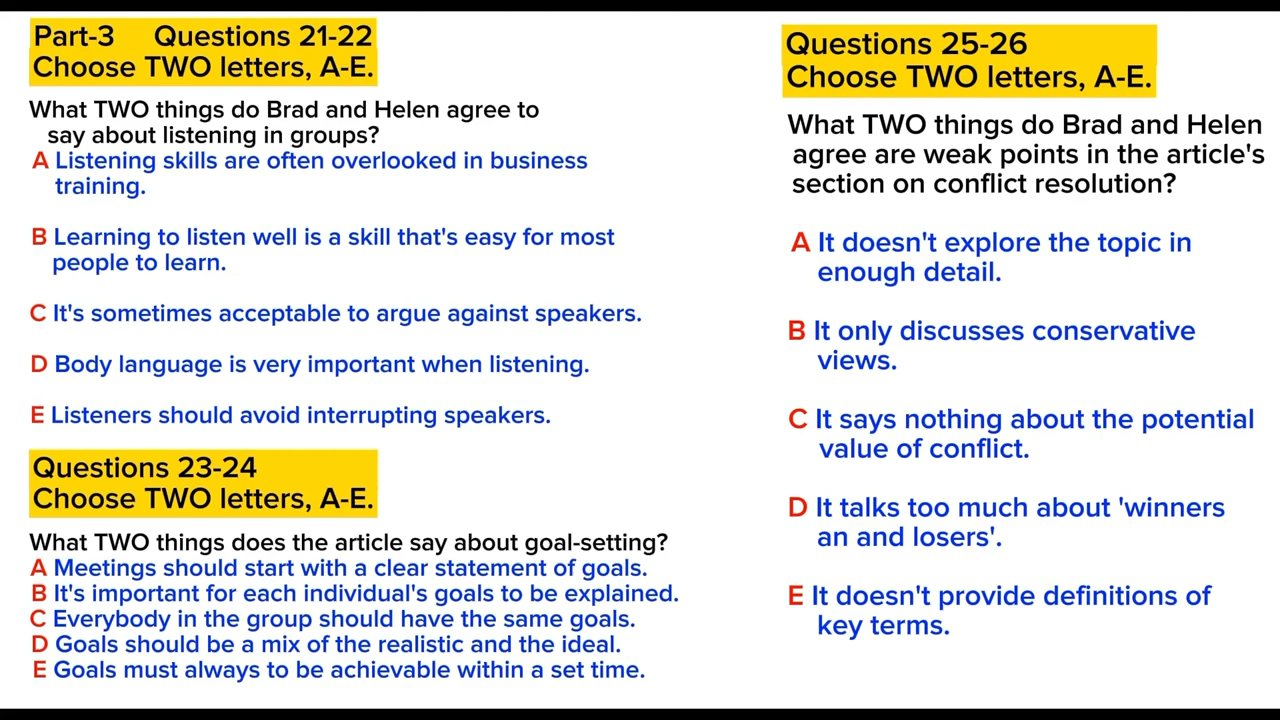 Part-3 Questions 21-22
Choose TWO letters, A-E.
What TWO things do Brad and Helen agree to
say about listening in groups?
A Listening skills are often overlooked in business
training.
B Learning to listen well is a skill that's easy for most
people to learn.
C It's sometimes acceptable to argue against speakers.
D Body language is very important when listening.
E Listeners should avoid interrupting speakers.
Questions 23-24
Choose TWO letters, A-E.
What TWO things does the article say about goal-setting?
A Meetings should start with a clear statement of goals.
B It's important for each individual's goals to be explained.
C Everybody in the group should have the same goals.
D Goals should be a mix of the realistic and the ideal.
E Goals must always to be achievable within a set time.
Questions 25-26
Choose TWO letters, A-E.
What TWO things do Brad and Helen
agree are weak points in the article's
section on conflict resolution?
A It doesn't explore the topic in
enough detail.
B It only discusses conservative
views.
C It says nothing about the potential
value of conflict.
D It talks too much about 'winners
an and losers'.
E It doesn't provide definitions of
key terms.